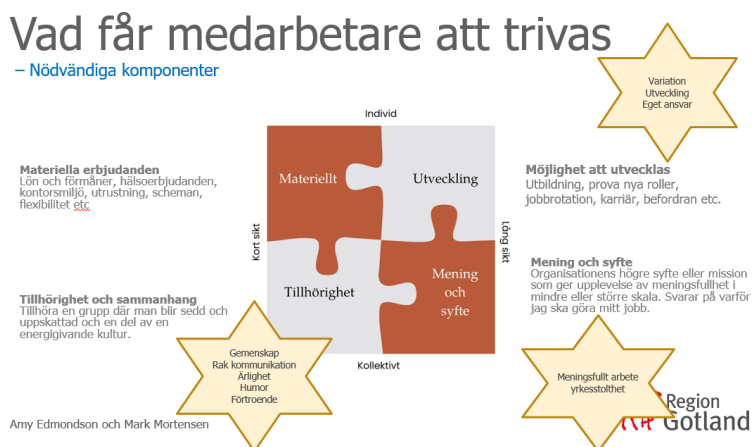 Vad får medarbetare att trivas
– Nödvändiga komponenter
Variation
Utveckling
Eget ansvar
Individ
Materiella erbjudanden
Lön och förmåner, hälsoerbjudanden,
kontorsmiljö, utrustning, scheman,
flexibilitet etc
Materiellt
Utveckling
Möjlighet att utvecklas
Utbildning, prova nya roller,
jobbrotation, karriär, befordran etc.
Kort sikt
Lång sikt
Tillhörighet och sammanhang
Tillhöra en grupp där man blir sedd och
uppskattad och en del av en
energigivande kultur.
Tillhörighet
Mening
och
syfte
Mening och syfte
Organisationens högre syfte eller mission
som ger upplevelse av meningsfullhet i
mindre eller större skala. Svarar på varför
jag ska göra mitt jobb.
Kollektivt
Gemenskap
Rak kommunikation
Ärlighet
Humor
Förtroende
Meningsfullt arbete
yrkesstolthet
Amy Edmondson och Mark Mortensen
Region
Gotland